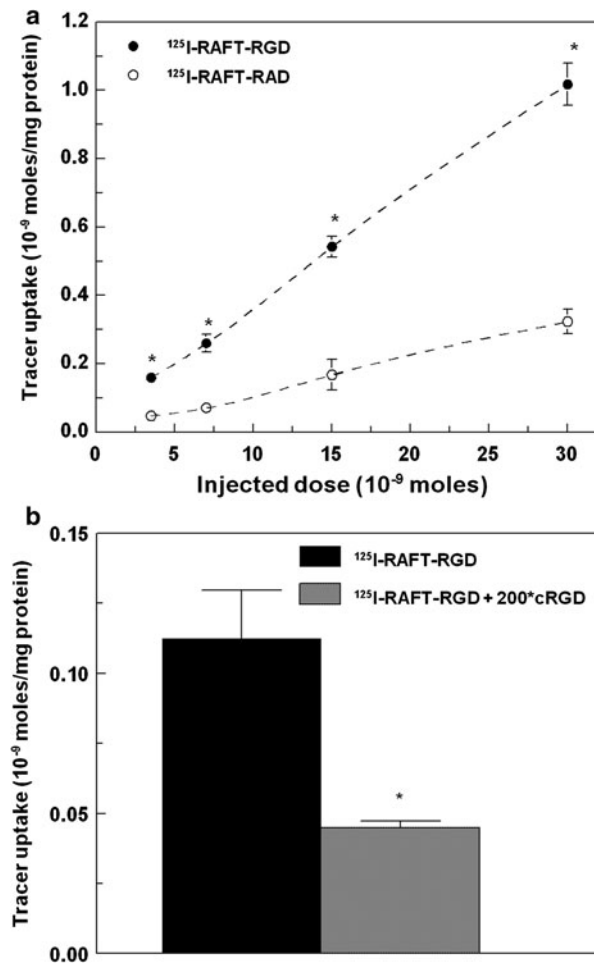 a
1.2
1.0
0.8
0.6
0.4
0.2
0.0
Tracer uptake (10⁻⁹ moles/mg protein)
¹²⁵I-RAFT-RGD
¹²⁵I-RAFT-RAD
*
*
*
*
0 5 10 15 20 25 30
Injected dose (10⁻⁹ moles)
b
0.15
0.10
0.05
0.00
Tracer uptake (10⁻⁹ moles/mg protein)
¹²⁵I-RAFT-RGD
¹²⁵I-RAFT-RGD + 200*cRGD
*